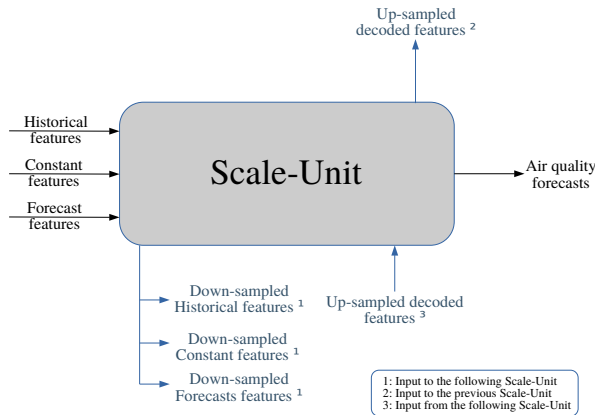 Up-sampled
decoded features ²
Historical
features
Constant
features
Forecast
features
Scale-Unit
Air quality
forecasts
Down-sampled
Historical features ¹
Down-sampled
Constant features ¹
Down-sampled
Forecasts features ¹
Up-sampled decoded
features ³
1: Input to the following Scale-Unit
2: Input to the previous Scale-Unit
3: Input from the following Scale-Unit